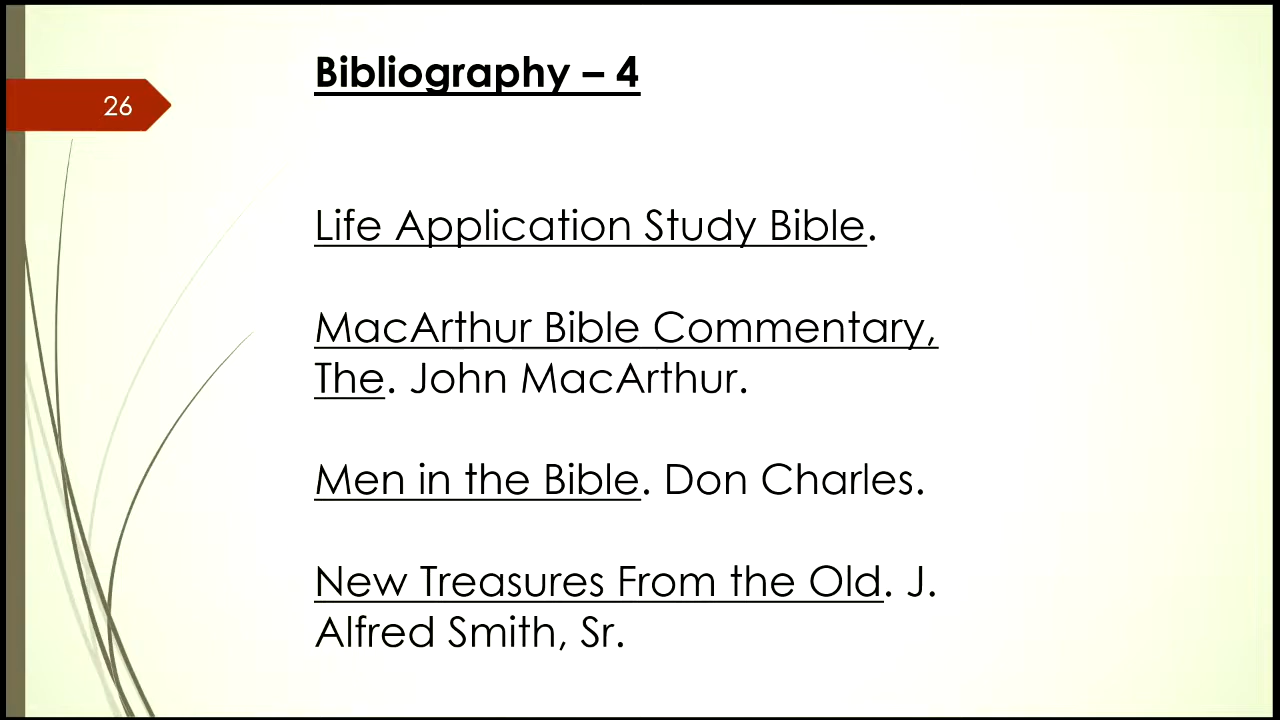 Bibliography – 4
26
Life Application Study Bible.
MacArthur Bible Commentary,
The. John MacArthur.
Men in the Bible. Don Charles.
New Treasures From the Old. J.
Alfred Smith, Sr.